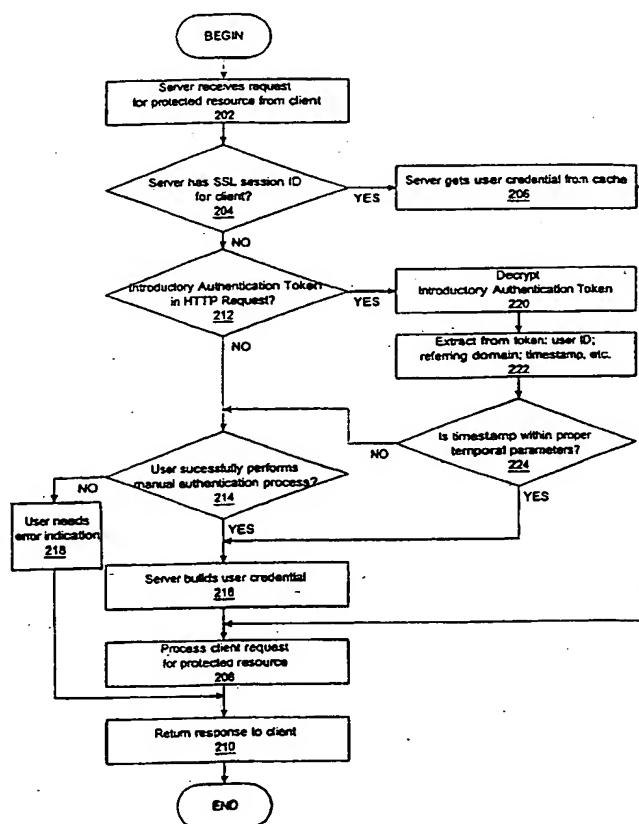 BEGIN
Server receives request
for protected resource from client
202
Server has SSL session ID
for client?
204
YES
Server gets user credential from cache
206
NO
Introductory Authentication Token
in HTTP Request?
212
YES
Decrypt
Introductory Authentication Token
220
Extract from token: user ID;
referring domain; timestamp, etc.
222
NO
Is timestamp within proper
temporal parameters?
224
NO
YES
User sucessfully performs
manual authentication process?
214
NO
YES
User needs
error indication
218
Server builds user credential
216
Process client request
for protected resource
208
Return response to client
210
END